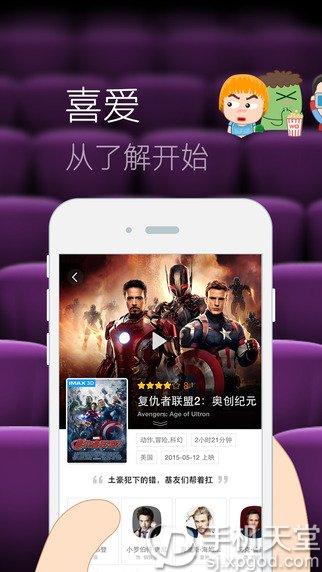 喜爱
从了解开始
WD
IMAX 3D
复仇者联盟2：奥创纪元
Avengers: Age of Ultron
动作,冒险,科幻
2小时21分钟
美国
2015-05-12 上映
土豪犯下的错，基友们帮着扛
小罗伯特
手机天堂
sj.xpgod.com